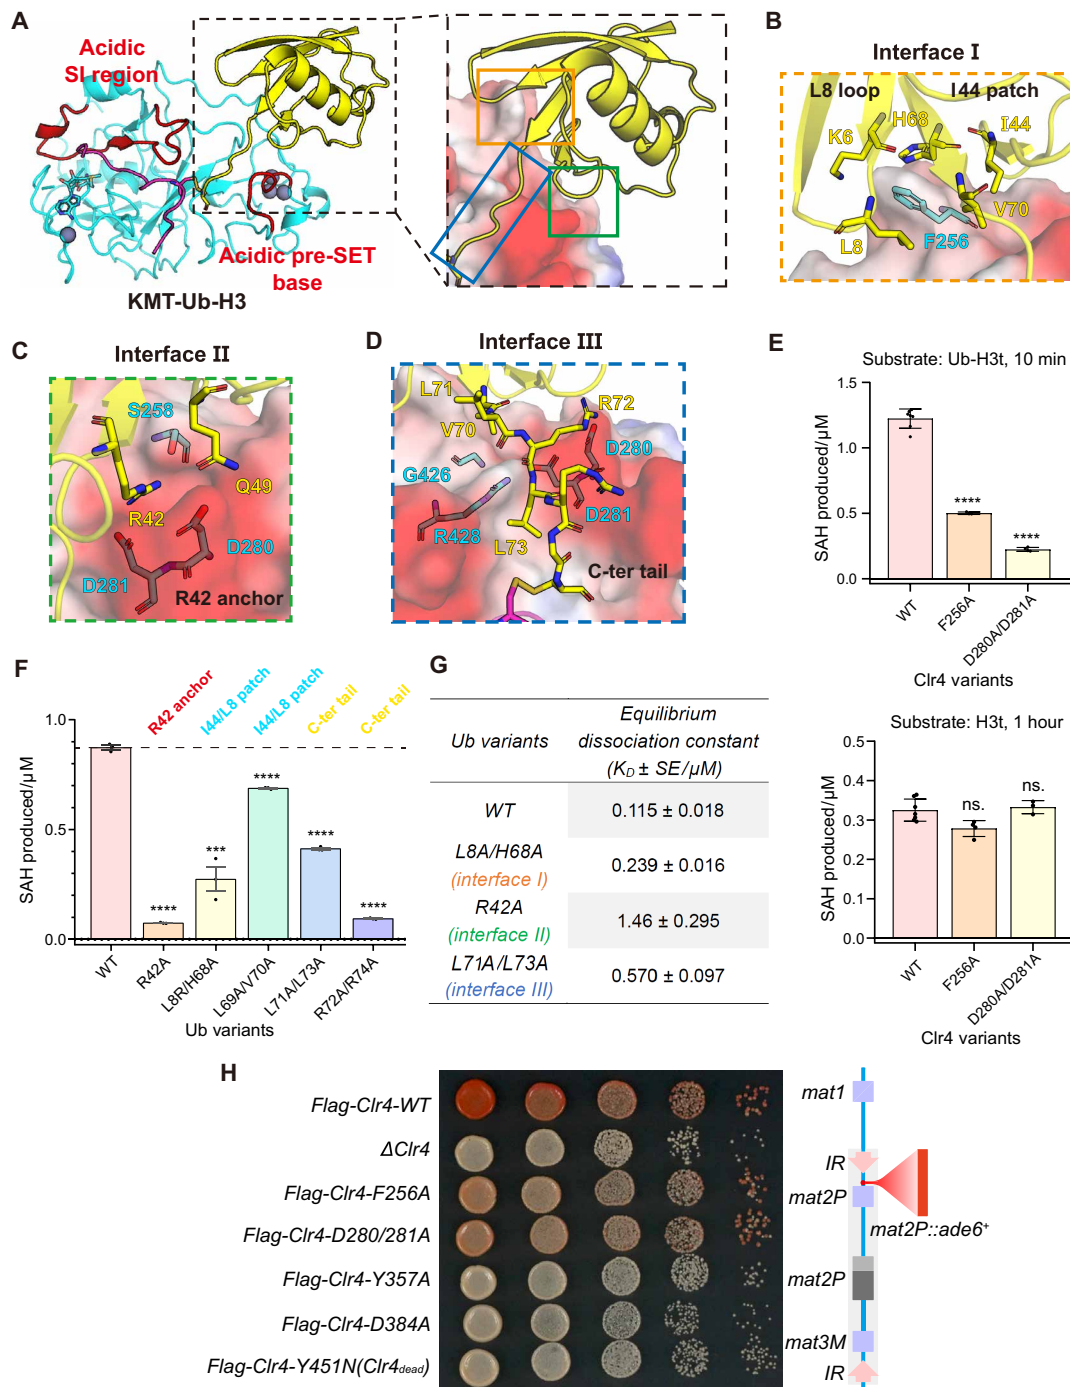 A
Acidic
SI region
Acidic pre-SET
base
KMT-Ub-H3
B
Interface I
L8 loop
I44 patch
K6
H68
I44
L8
F256
V70
C
Interface II
S258
Q49
R42
D280
D281
R42 anchor
D
Interface III
L71
R72
V70
D280
G426
D281
R428
L73
C-ter tail
E
Substrate: Ub-H3t, 10 min
SAH produced/μM
1.5
1.0
0.5
0.0
****
****
WT
F256A
D280A/D281A
Clr4 variants
Substrate: H3t, 1 hour
SAH produced/μM
0.5
0.4
0.3
0.2
0.1
0.0
ns.
ns.
WT
F256A
D280A/D281A
Clr4 variants
F
R42 anchor
I44/L8 patch
I44/L8 patch
C-ter tail
C-ter tail
SAH produced/μM
1.0
0.5
0.0
****
***
****
****
****
WT
R42A
L8R/H68A
L69A/V70A
L71A/L73A
R72A/R74A
Ub variants
G
Ub variants
Equilibrium
dissociation constant
(KD ± SE/μM)
WT
0.115 ± 0.018
L8A/H68A
(interface I)
0.239 ± 0.016
R42A
(interface II)
1.46 ± 0.295
L71A/L73A
(interface III)
0.570 ± 0.097
H
Flag-Clr4-WT
ΔClr4
Flag-Clr4-F256A
Flag-Clr4-D280/281A
Flag-Clr4-Y357A
Flag-Clr4-D384A
Flag-Clr4-Y451N(Clr4dead)
mat1
IR
mat2P
mat2P::ade6+
mat2P
mat3M
IR